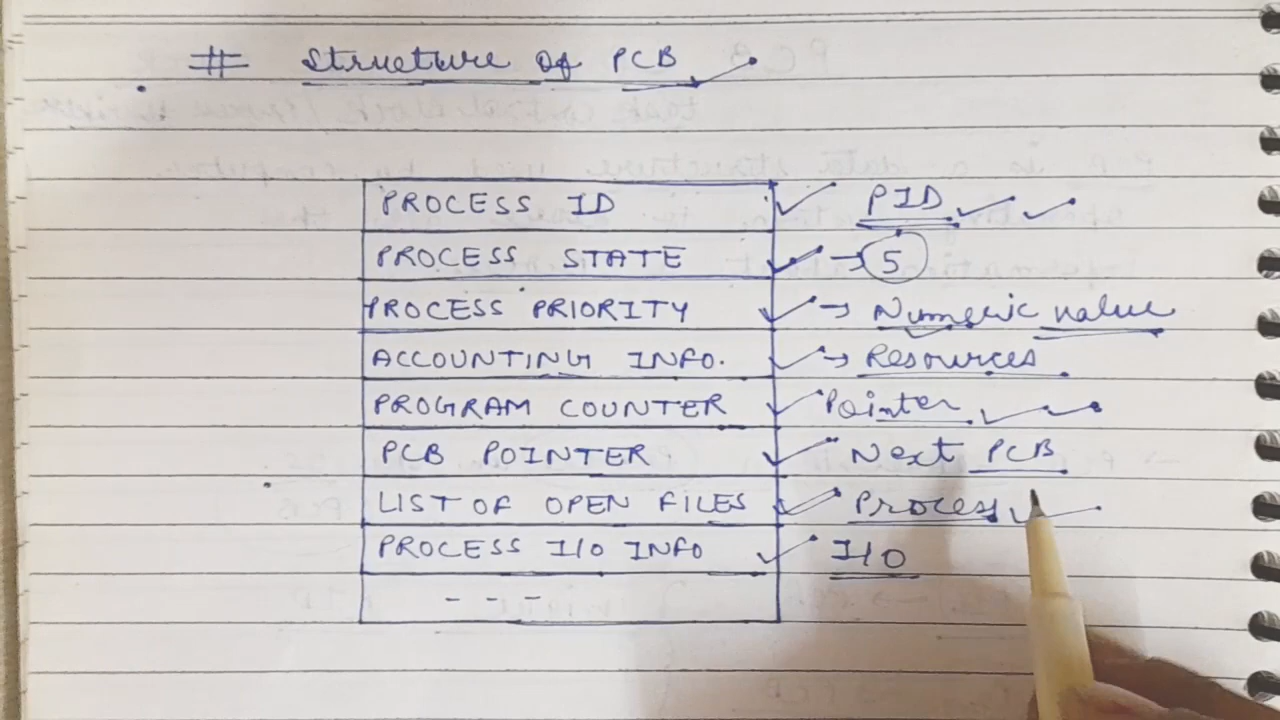 # Structure of PCB
PROCESS ID PID
PROCESS STATE → 5
PROCESS PRIORITY → Numeric value
ACCOUNTING INFO. → Resources
PROGRAM COUNTER Pointer
PCB POINTER Next PCB
LIST OF OPEN FILES Process
PROCESS I/O INFO I/O
- - -